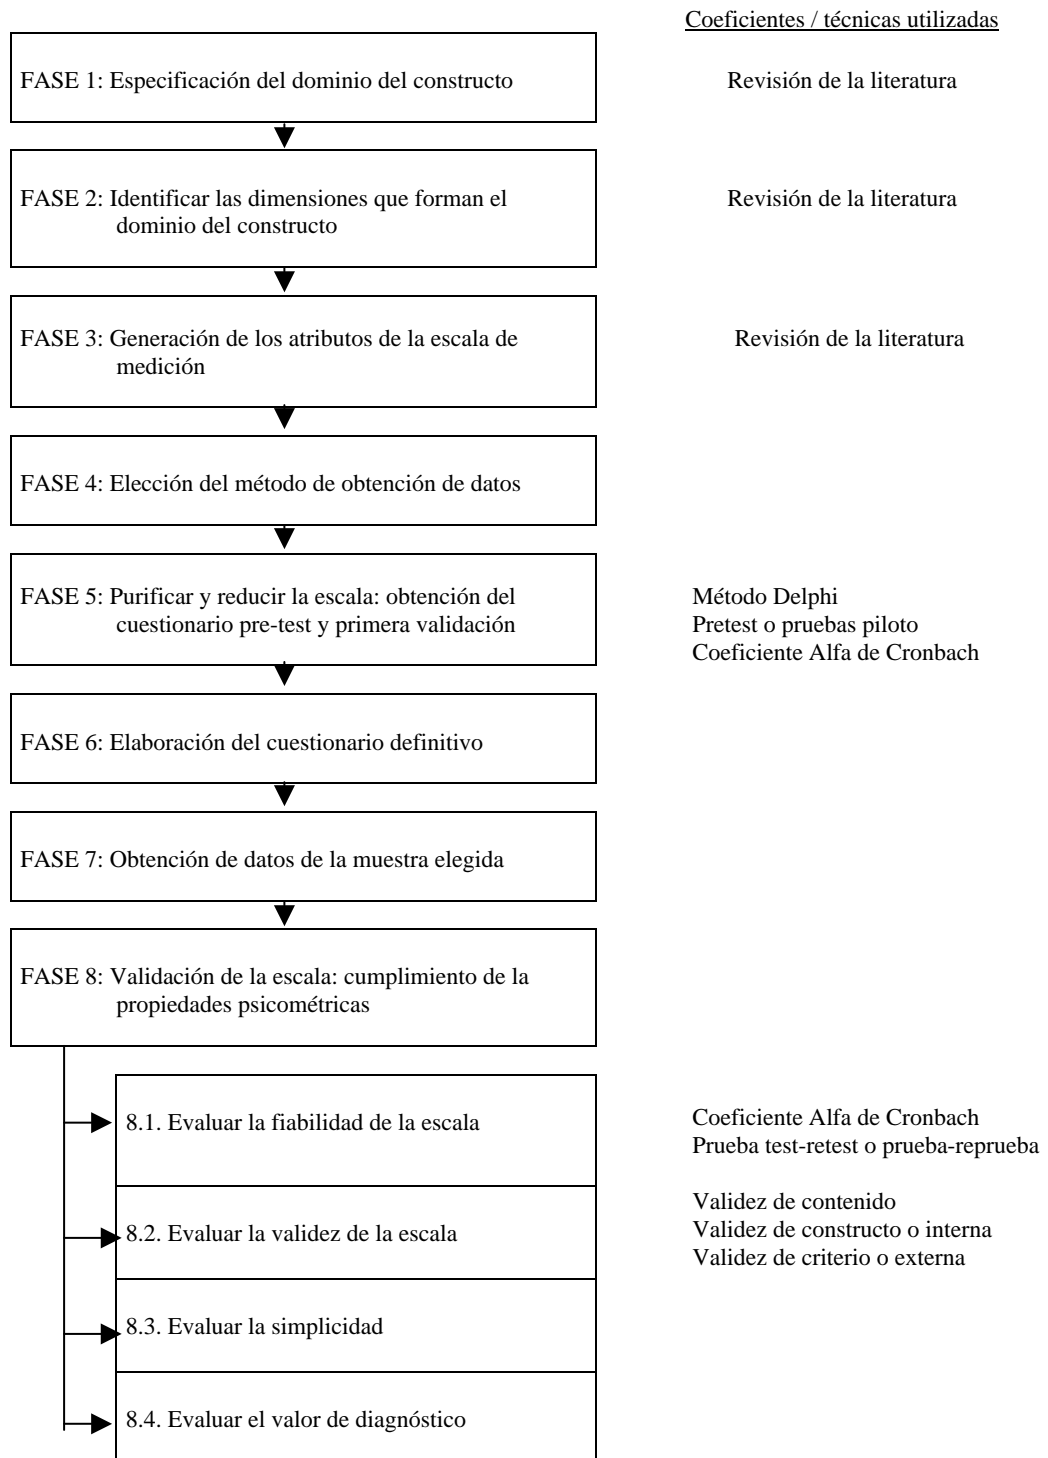 Coeficientes / técnicas utilizadas
FASE 1: Especificación del dominio del constructo
Revisión de la literatura
FASE 2: Identificar las dimensiones que forman el
dominio del constructo
Revisión de la literatura
FASE 3: Generación de los atributos de la escala de
medición
Revisión de la literatura
FASE 4: Elección del método de obtención de datos
FASE 5: Purificar y reducir la escala: obtención del
cuestionario pre-test y primera validación
Método Delphi
Pretest o pruebas piloto
Coeficiente Alfa de Cronbach
FASE 6: Elaboración del cuestionario definitivo
FASE 7: Obtención de datos de la muestra elegida
FASE 8: Validación de la escala: cumplimiento de la
propiedades psicométricas
8.1. Evaluar la fiabilidad de la escala
Coeficiente Alfa de Cronbach
Prueba test-retest o prueba-reprueba
8.2. Evaluar la validez de la escala
Validez de contenido
Validez de constructo o interna
Validez de criterio o externa
8.3. Evaluar la simplicidad
8.4. Evaluar el valor de diagnóstico